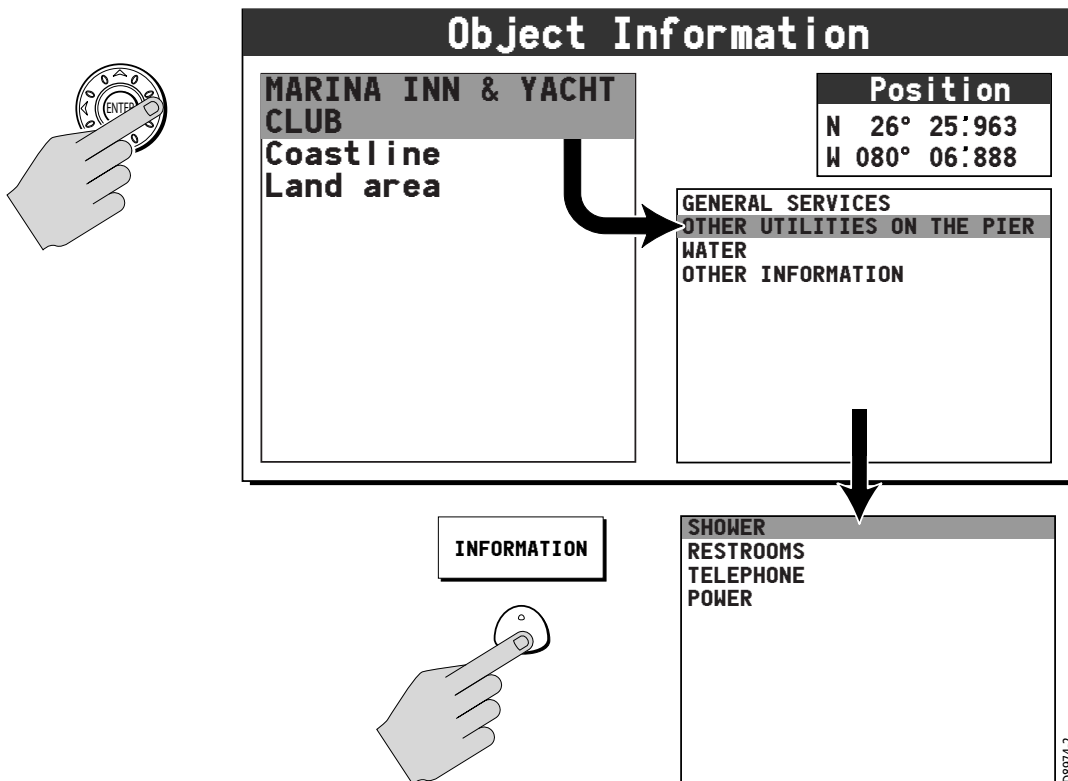 Object Information
ENTER
MARINA INN & YACHT
CLUB
Coastline
Land area
Position
N 26° 25.'963
W 080° 06.'888
GENERAL SERVICES
OTHER UTILITIES ON THE PIER
WATER
OTHER INFORMATION
INFORMATION
SHOWER
RESTROOMS
TELEPHONE
POWER